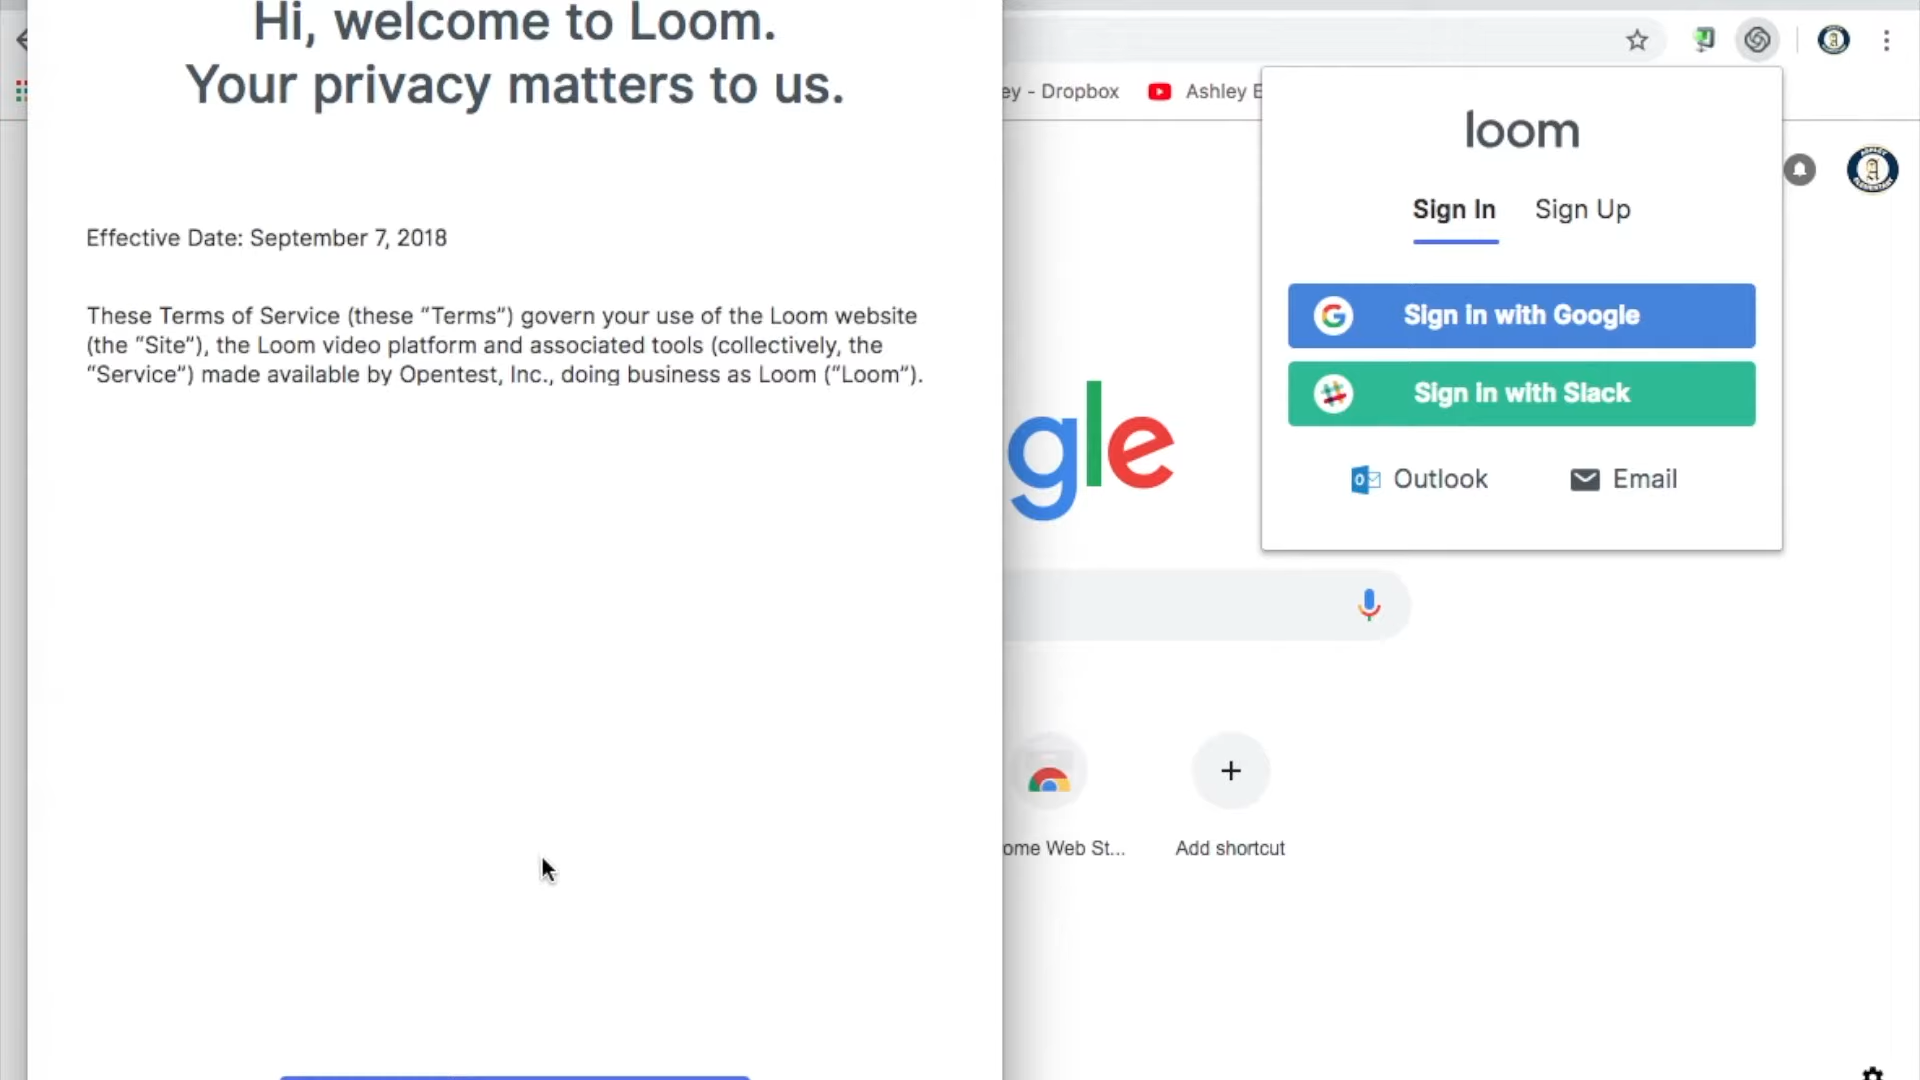 Hi, welcome to Loom.
Your privacy matters to us.
Effective Date: September 7, 2018
These Terms of Service (these “Terms”) govern your use of the Loom website
(the “Site”), the Loom video platform and associated tools (collectively, the
“Service”) made available by Opentest, Inc., doing business as Loom (“Loom”).
ey - Dropbox
Ashley E
loom
Sign In
Sign Up
Sign in with Google
Sign in with Slack
Outlook
Email
gle
ome Web St...
Add shortcut